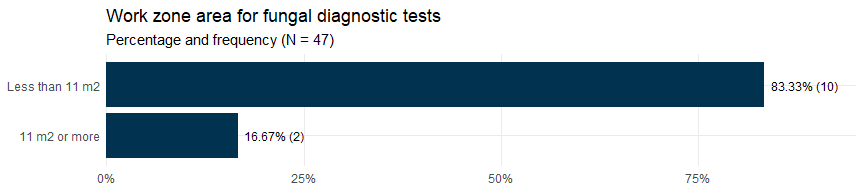 Work zone area for fungal diagnostic tests
Percentage and frequency (N = 47)
Less than 11 m2 83.33% (10)
11 m2 or more 16.67% (2)
0% 25% 50% 75%